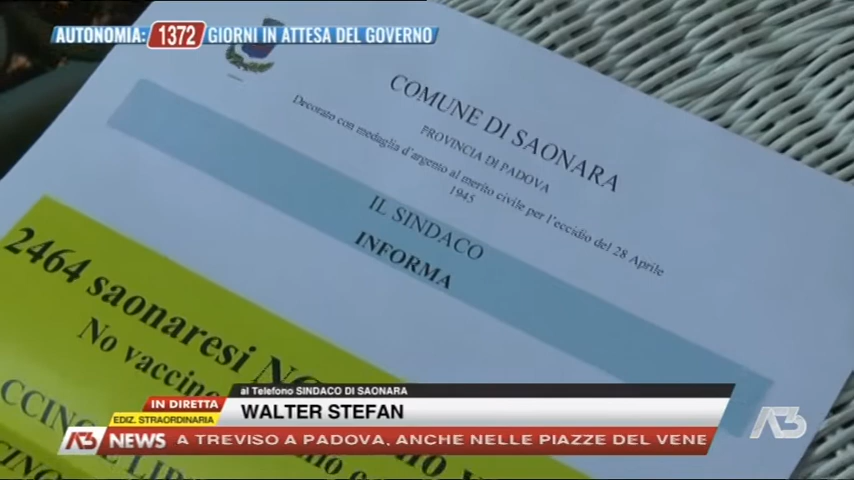 AUTONOMIA: 1372 GIORNI IN ATTESA DEL GOVERNO
COMUNE DI SAONARA
PROVINCIA DI PADOVA
Decorato con medaglia d'argento al merito civile per l'eccidio del 28 Aprile
1945
IL SINDACO
INFORMA
2464 saonaresi
No vaccino
al Telefono SINDACO DI SAONARA
IN DIRETTA
WALTER STEFAN
EDIZ. STRAORDINARIA
A3 NEWS A TREVISO A PADOVA, ANCHE NELLE PIAZZE DEL VENE
A3